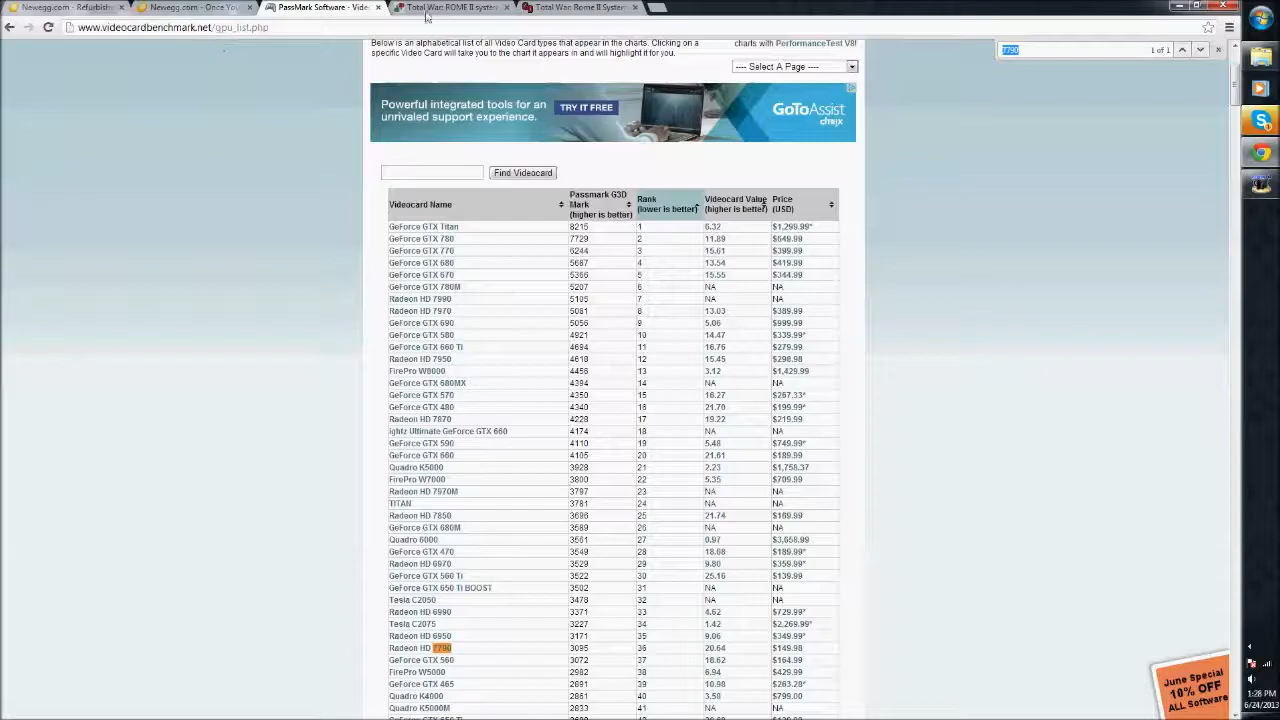 Newegg.com - Refurbish
Newegg.com - Once You
PassMark Software - Video
Total War: ROME II system
Total War: Rome II System
www.videocardbenchmark.net/gpu_list.php
7790
1 of 1
Below is an alphabetical list of all Video Card types that appear in the charts. Clicking on a
specific Video Card will take you to the chart it appears in and will highlight it for you.
charts with PerformanceTest V8!
---- Select A Page ----
Powerful integrated tools for an
unrivaled support experience.
TRY IT FREE
GoToAssist
citrix
Find Videocard
Videocard Name Passmark G3D Mark (higher is better) Rank (lower is better) Videocard Value (higher is better) Price (USD)
GeForce GTX Titan 8215 1 6.32 $1,299.99*
GeForce GTX 780 7729 2 11.89 $649.99
GeForce GTX 770 6244 3 15.61 $399.99
GeForce GTX 680 5687 4 13.54 $419.99
GeForce GTX 670 5366 5 15.55 $344.99
GeForce GTX 780M 5207 6 NA NA
Radeon HD 7990 5105 7 NA NA
Radeon HD 7970 5081 8 13.03 $389.99
GeForce GTX 690 5056 9 5.06 $999.99
GeForce GTX 580 4921 10 14.47 $339.99*
GeForce GTX 660 Ti 4694 11 16.76 $279.99
Radeon HD 7950 4618 12 15.45 $298.98
FirePro W8000 4456 13 3.12 $1,429.99
GeForce GTX 680MX 4394 14 NA NA
GeForce GTX 570 4350 15 16.27 $267.33*
GeForce GTX 480 4340 16 21.70 $199.99*
Radeon HD 7870 4228 17 19.22 $219.99
ightz Ultimate GeForce GTX 660 4174 18 NA NA
GeForce GTX 590 4110 19 5.48 $749.99*
GeForce GTX 660 4105 20 21.61 $189.99
Quadro K5000 3928 21 2.23 $1,758.37
FirePro W7000 3800 22 5.35 $709.99
Radeon HD 7970M 3797 23 NA NA
TITAN 3781 24 NA NA
Radeon HD 7850 3696 25 21.74 $169.99
GeForce GTX 680M 3589 26 NA NA
Quadro 6000 3561 27 0.97 $3,658.99
GeForce GTX 470 3549 28 18.68 $189.99*
Radeon HD 6970 3529 29 9.80 $359.99*
GeForce GTX 560 Ti 3522 30 25.16 $139.99
GeForce GTX 650 Ti BOOST 3502 31 NA NA
Tesla C2050 3478 32 NA NA
Radeon HD 6990 3371 33 4.62 $729.99*
Tesla C2075 3227 34 1.42 $2,269.99*
Radeon HD 6950 3171 35 9.06 $349.99*
Radeon HD 7790 3095 36 20.64 $149.98
GeForce GTX 560 3072 37 18.62 $164.99
FirePro W5000 2982 38 6.94 $429.99
GeForce GTX 465 2891 39 10.98 $263.28*
Quadro K4000 2861 40 3.58 $799.00
Quadro K5000M 2833 41 NA NA
June Special
10% OFF
ALL Software
1:28 PM
6/24/2013